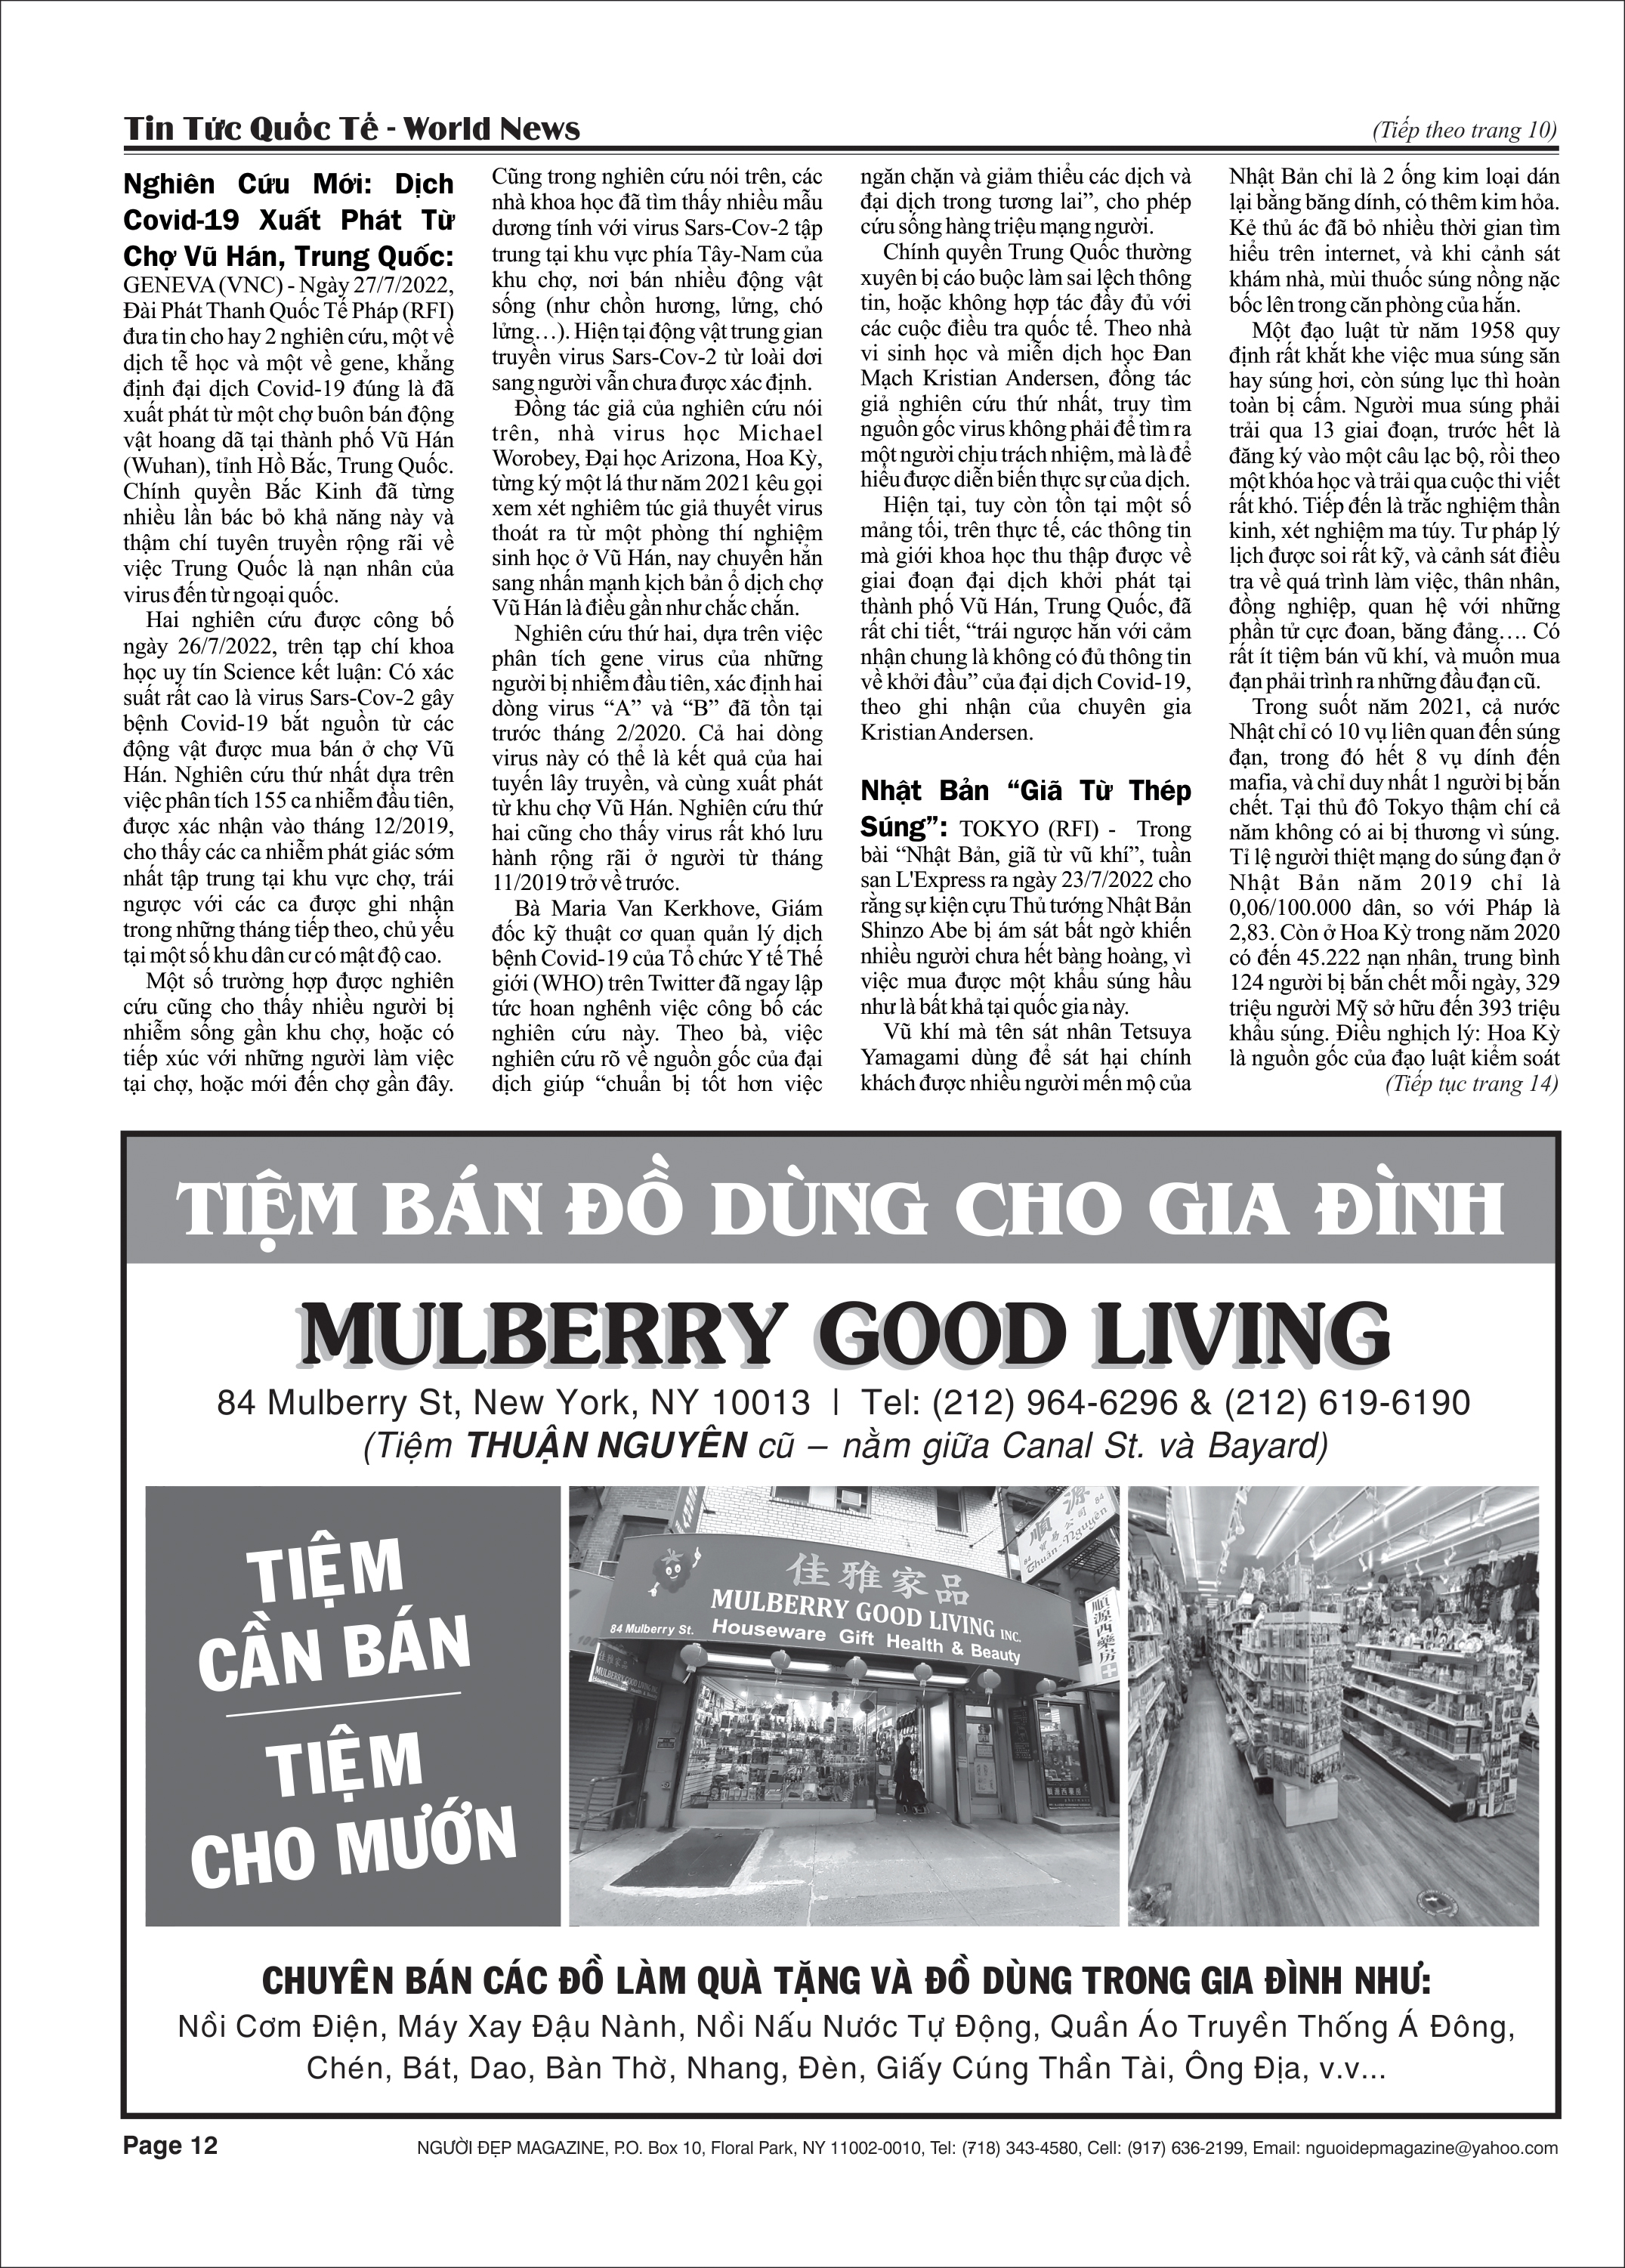 Tin Tức Quốc Tế - World News
(Tiếp theo trang 10)
Nghiên Cứu Mới: Dịch
Covid-19 Xuất Phát Từ
Chợ Vũ Hán, Trung Quốc:
GENEVA (VNC) - Ngày 27/7/2022,
Đài Phát Thanh Quốc Tế Pháp (RFI)
đưa tin cho hay 2 nghiên cứu, một về
dịch tễ học và một về gene, khẳng
định đại dịch Covid-19 đúng là đã
xuất phát từ một chợ buôn bán động
vật hoang dã tại thành phố Vũ Hán
(Wuhan), tỉnh Hồ Bắc, Trung Quốc.
Chính quyền Bắc Kinh đã từng
nhiều lần bác bỏ khả năng này và
thậm chí tuyên truyền rộng rãi về
việc Trung Quốc là nạn nhân của
virus đến từ ngoại quốc.
Hai nghiên cứu được công bố
ngày 26/7/2022, trên tạp chí khoa
học uy tín Science kết luận: Có xác
suất rất cao là virus Sars-Cov-2 gây
bệnh Covid-19 bắt nguồn từ các
động vật được mua bán ở chợ Vũ
Hán. Nghiên cứu thứ nhất dựa trên
việc phân tích 155 ca nhiễm đầu tiên,
được xác nhận vào tháng 12/2019,
cho thấy các ca nhiễm phát giác sớm
nhất tập trung tại khu vực chợ, trái
ngược với các ca được ghi nhận
trong những tháng tiếp theo, chủ yếu
tại một số khu dân cư có mật độ cao.
Một số trường hợp được nghiên
cứu cũng cho thấy nhiều người bị
nhiễm sống gần khu chợ, hoặc có
tiếp xúc với những người làm việc
tại chợ, hoặc mới đến chợ gần đây.
Cũng trong nghiên cứu nói trên, các
nhà khoa học đã tìm thấy nhiều mẫu
dương tính với virus Sars-Cov-2 tập
trung tại khu vực phía Tây-Nam của
khu chợ, nơi bán nhiều động vật
sống (như chồn hương, lửng, chó
lửng…). Hiện tại động vật trung gian
truyền virus Sars-Cov-2 từ loài dơi
sang người vẫn chưa được xác định.
Đồng tác giả của nghiên cứu nói
trên, nhà virus học Michael
Worobey, Đại học Arizona, Hoa Kỳ,
từng ký một lá thư năm 2021 kêu gọi
xem xét nghiêm túc giả thuyết virus
thoát ra từ một phòng thí nghiệm
sinh học ở Vũ Hán, nay chuyển hẳn
sang nhấn mạnh kịch bản ổ dịch chợ
Vũ Hán là điều gần như chắc chắn.
Nghiên cứu thứ hai, dựa trên việc
phân tích gene virus của những
người bị nhiễm đầu tiên, xác định hai
dòng virus “A” và “B” đã tồn tại
trước tháng 2/2020. Cả hai dòng
virus này có thể là kết quả của hai
tuyến lây truyền, và cùng xuất phát
từ khu chợ Vũ Hán. Nghiên cứu thứ
hai cũng cho thấy virus rất khó lưu
hành rộng rãi ở người từ tháng
11/2019 trở về trước.
Bà Maria Van Kerkhove, Giám
đốc kỹ thuật cơ quan quản lý dịch
bệnh Covid-19 của Tổ chức Y tế Thế
giới (WHO) trên Twitter đã ngay lập
tức hoan nghênh việc công bố các
nghiên cứu này. Theo bà, việc
nghiên cứu rõ về nguồn gốc của đại
dịch giúp “chuẩn bị tốt hơn việc
ngăn chặn và giảm thiểu các dịch và
đại dịch trong tương lai”, cho phép
cứu sống hàng triệu mạng người.
Chính quyền Trung Quốc thường
xuyên bị cáo buộc làm sai lệch thông
tin, hoặc không hợp tác đầy đủ với
các cuộc điều tra quốc tế. Theo nhà
vi sinh học và miễn dịch học Đan
Mạch Kristian Andersen, đồng tác
giả nghiên cứu thứ nhất, truy tìm
nguồn gốc virus không phải để tìm ra
một người chịu trách nhiệm, mà là để
hiểu được diễn biến thực sự của dịch.
Hiện tại, tuy còn tồn tại một số
mảng tối, trên thực tế, các thông tin
mà giới khoa học thu thập được về
giai đoạn đại dịch khởi phát tại
thành phố Vũ Hán, Trung Quốc, đã
rất chi tiết, “trái ngược hẳn với cảm
nhận chung là không có đủ thông tin
về khởi đầu” của đại dịch Covid-19,
theo ghi nhận của chuyên gia
Kristian Andersen.
Nhật Bản “Giã Từ Thép
Súng”: TOKYO (RFI) - Trong
bài “Nhật Bản, giã từ vũ khí”, tuần
san L'Express ra ngày 23/7/2022 cho
rằng sự kiện cựu Thủ tướng Nhật Bản
Shinzo Abe bị ám sát bất ngờ khiến
nhiều người chưa hết bàng hoàng, vì
việc mua được một khẩu súng hầu
như là bất khả tại quốc gia này.
Vũ khí mà tên sát nhân Tetsuya
Yamagami dùng để sát hại chính
khách được nhiều người mến mộ của
Nhật Bản chỉ là 2 ống kim loại dán
lại bằng băng dính, có thêm kim hỏa.
Kẻ thủ ác đã bỏ nhiều thời gian tìm
hiểu trên internet, và khi cảnh sát
khám nhà, mùi thuốc súng nồng nặc
bốc lên trong căn phòng của hắn.
Một đạo luật từ năm 1958 quy
định rất khắt khe việc mua súng săn
hay súng hơi, còn súng lục thì hoàn
toàn bị cấm. Người mua súng phải
trải qua 13 giai đoạn, trước hết là
đăng ký vào một câu lạc bộ, rồi theo
một khóa học và trải qua cuộc thi viết
rất khó. Tiếp đến là trắc nghiệm thần
kinh, xét nghiệm ma túy. Tư pháp lý
lịch được soi rất kỹ, và cảnh sát điều
tra về quá trình làm việc, thân nhân,
đồng nghiệp, quan hệ với những
phần tử cực đoan, băng đảng…. Có
rất ít tiệm bán vũ khí, và muốn mua
đạn phải trình ra những đầu đạn cũ.
Trong suốt năm 2021, cả nước
Nhật chỉ có 10 vụ liên quan đến súng
đạn, trong đó hết 8 vụ dính đến
mafia, và chỉ duy nhất 1 người bị bắn
chết. Tại thủ đô Tokyo thậm chí cả
năm không có ai bị thương vì súng.
Tỉ lệ người thiệt mạng do súng đạn ở
Nhật Bản năm 2019 chỉ là
0,06/100.000 dân, so với Pháp là
2,83. Còn ở Hoa Kỳ trong năm 2020
có đến 45.222 nạn nhân, trung bình
124 người bị bắn chết mỗi ngày, 329
triệu người Mỹ sở hữu đến 393 triệu
khẩu súng. Điều nghịch lý: Hoa Kỳ
là nguồn gốc của đạo luật kiểm soát
(Tiếp tục trang 14)
TIỆM BÁN ĐỒ DÙNG CHO GIA ĐÌNH
MULBERRY GOOD LIVING
84 Mulberry St, New York, NY 10013 | Tel: (212) 964-6296 & (212) 619-6190
(Tiệm THUẬN NGUYÊN cũ – nằm giữa Canal St. và Bayard)
TIỆM
CẦN BÁN
TIỆM
CHO MƯỚN
佳雅家品
MULBERRY GOOD LIVING INC.
84 Mulberry St. Houseware Gift Health & Beauty
順源
84
Thuận-Nguyên
順源西藥房
佳雅家品
MULBERRY GOOD LIVING
CHUYÊN BÁN CÁC ĐỒ LÀM QUÀ TẶNG VÀ ĐỒ DÙNG TRONG GIA ĐÌNH NHƯ:
Nồi Cơm Điện, Máy Xay Đậu Nành, Nồi Nấu Nước Tự Động, Quần Áo Truyền Thống Á Đông,
Chén, Bát, Dao, Bàn Thờ, Nhang, Đèn, Giấy Cúng Thần Tài, Ông Địa, v.v...
Page 12
NGƯỜI ĐẸP MAGAZINE, P.O. Box 10, Floral Park, NY 11002-0010, Tel: (718) 343-4580, Cell: (917) 636-2199, Email: nguoidepmagazine@yahoo.com